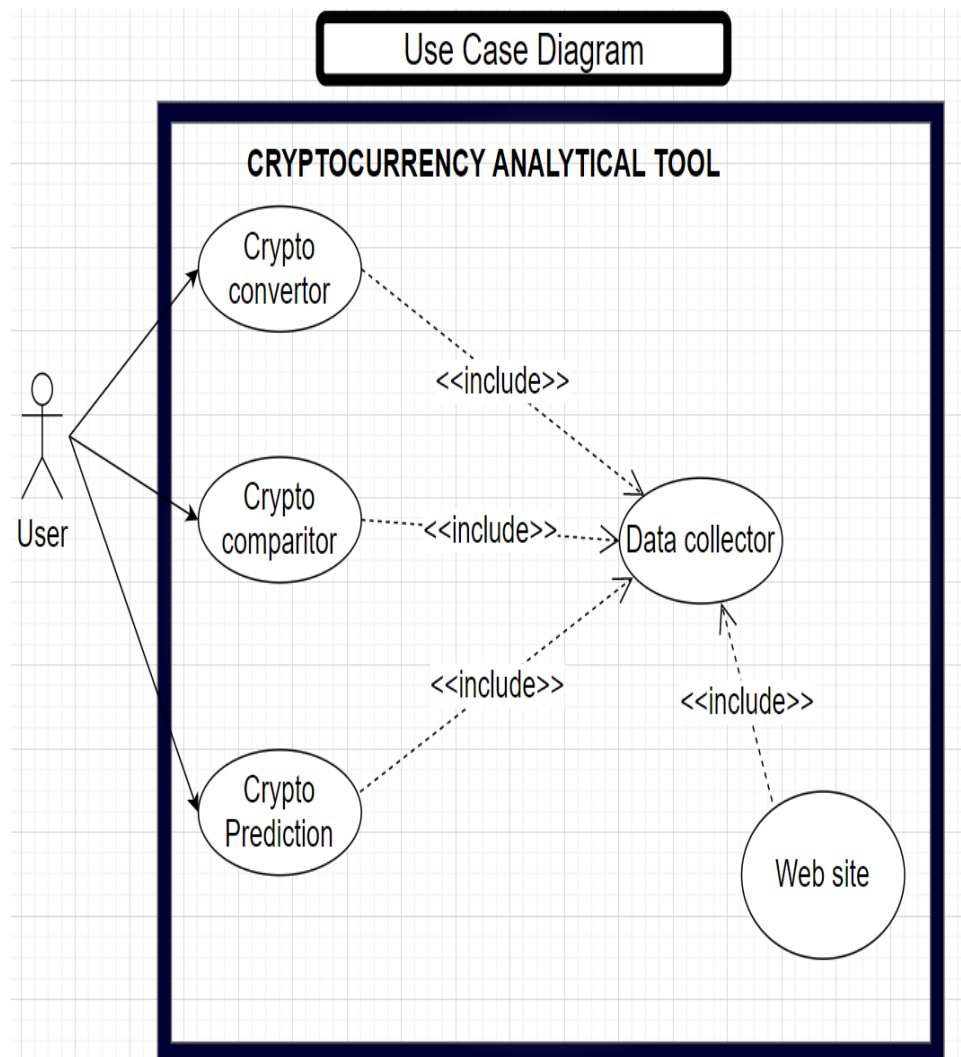 Use Case Diagram
CRYPTOCURRENCY ANALYTICAL TOOL
Crypto
convertor
<<include>>
User
Crypto
comparitor
<<include>>
Data collector
<<include>>
<<include>>
Crypto
Prediction
Web site